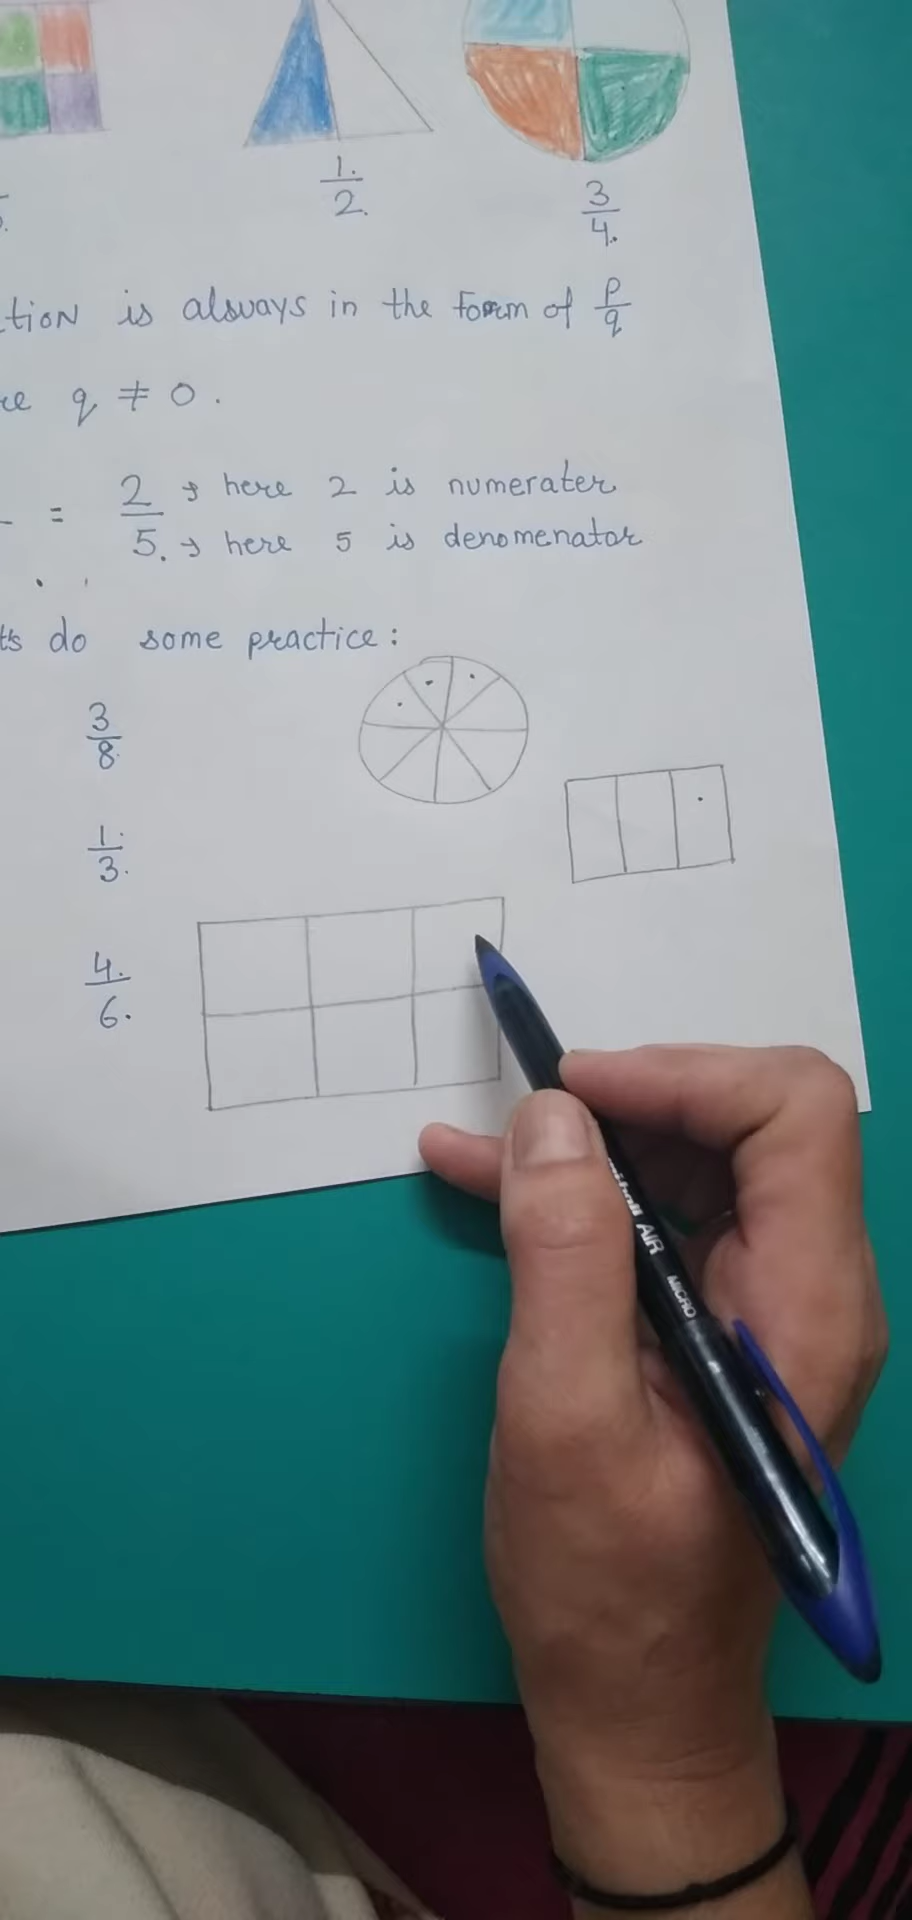 1.
2.
3
4.
is always in the form of p
q
q ≠ 0 .
= 2 → here 2 is numerater
5. → here 5 is denomenator
do some practice:
3
8.
1.
3.
4.
6.
AIR
MICRO